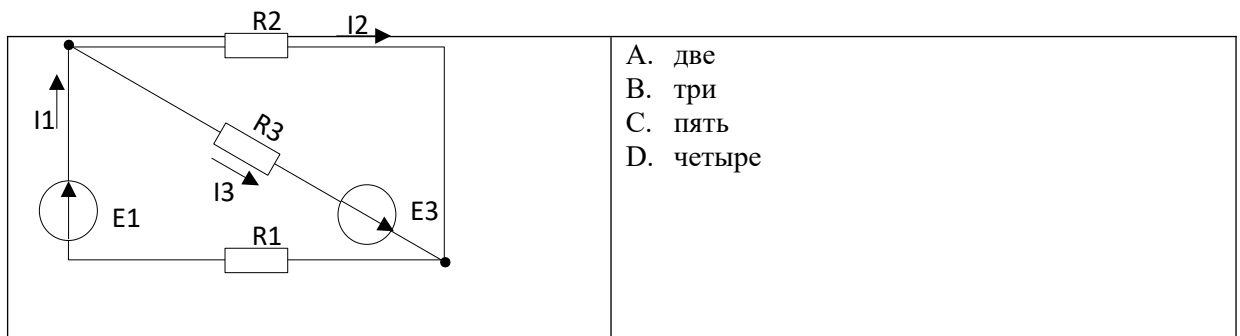 R2
I2
I1
R3
I3
E1
E3
R1
A. две
B. три
C. пять
D. четыре